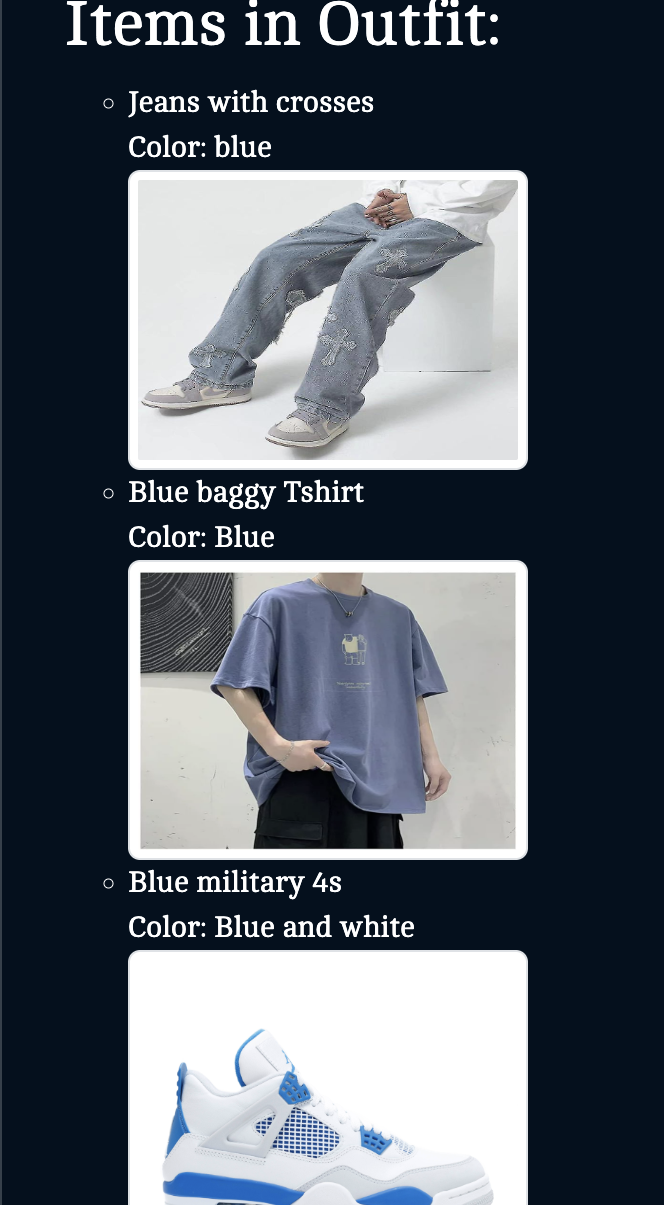 Items in Outfit:
Jeans with crosses
Color: blue
Blue baggy Tshirt
Color: Blue
Blue military 4s
Color: Blue and white